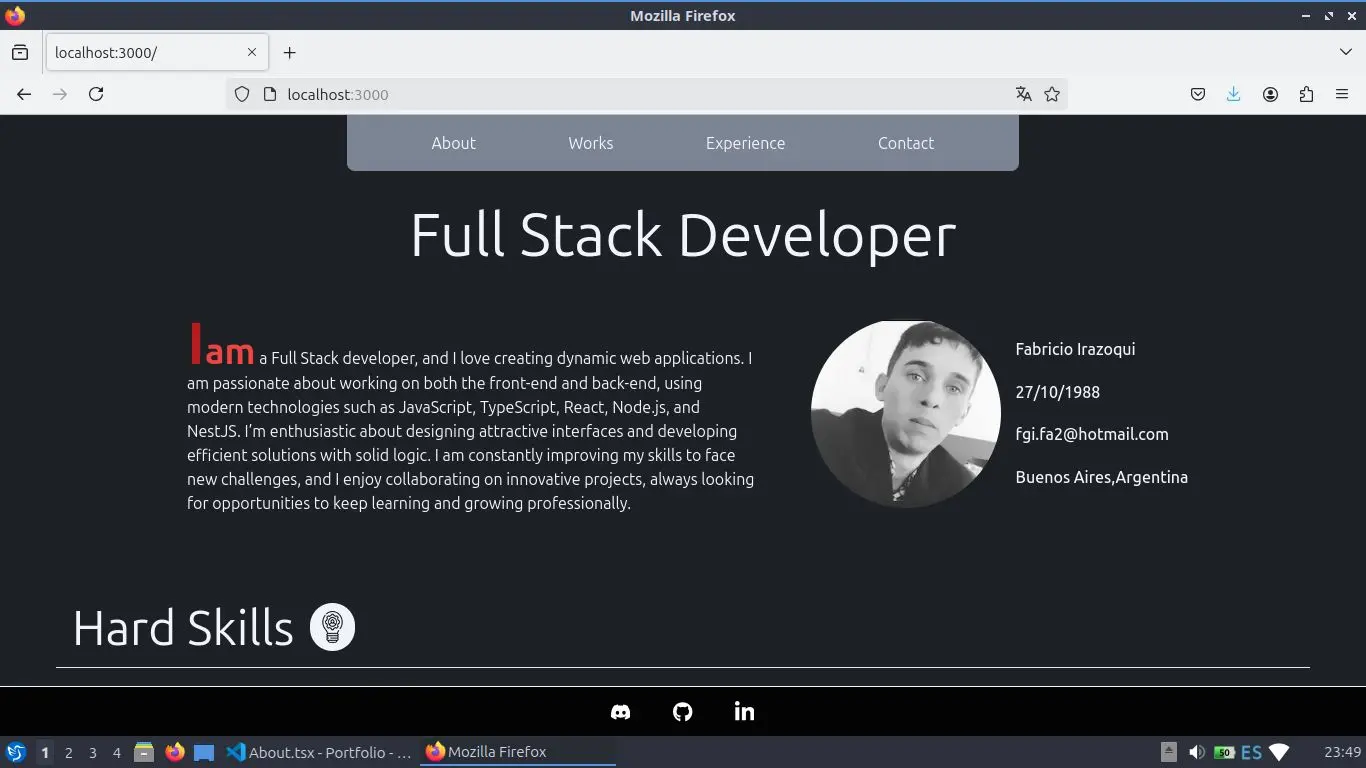 Mozilla Firefox
localhost:3000/
localhost:3000
About Works Experience Contact
Full Stack Developer
I am a Full Stack developer, and I love creating dynamic web applications. I
am passionate about working on both the front-end and back-end, using
modern technologies such as JavaScript, TypeScript, React, Node.js, and
NestJS. I’m enthusiastic about designing attractive interfaces and developing
efficient solutions with solid logic. I am constantly improving my skills to face
new challenges, and I enjoy collaborating on innovative projects, always looking
for opportunities to keep learning and growing professionally.
Fabricio Irazoqui
27/10/1988
fgi.fa2@hotmail.com
Buenos Aires,Argentina
Hard Skills
1 2 3 4 About.tsx - Portfolio - ... Mozilla Firefox 50 ES 23:49